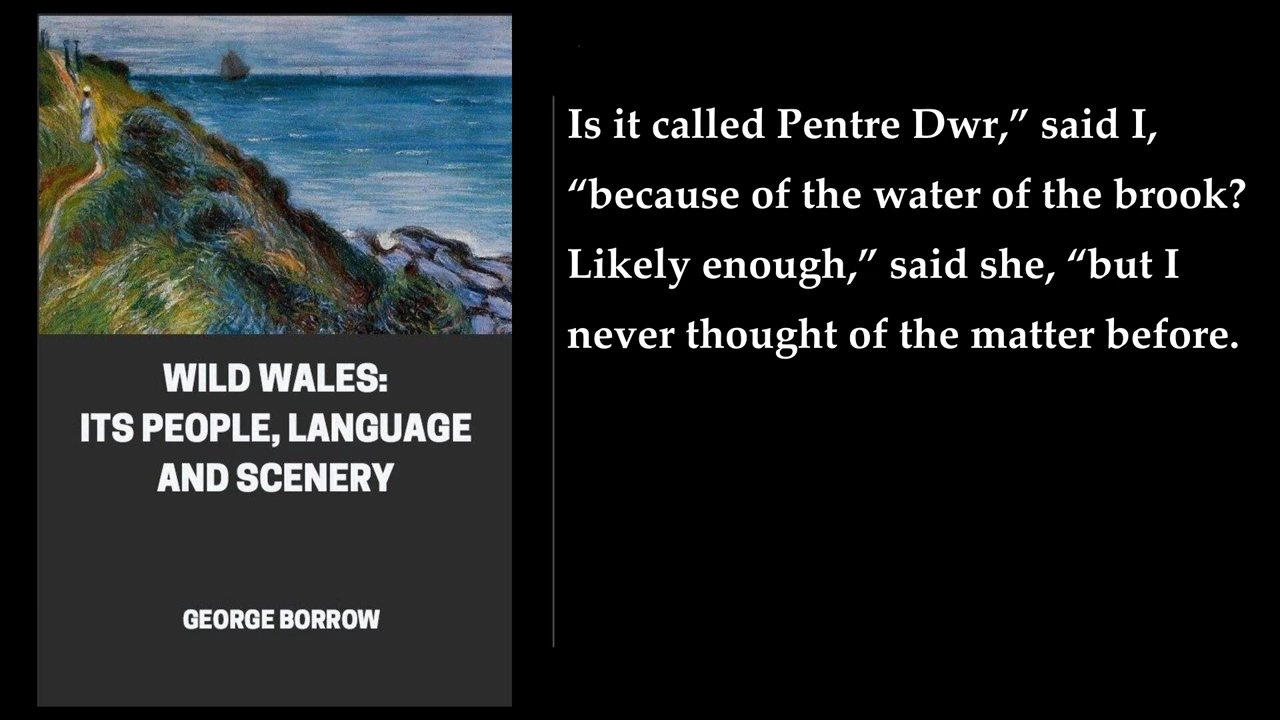 WILD WALES:
ITS PEOPLE, LANGUAGE
AND SCENERY
GEORGE BORROW
Is it called Pentre Dwr,” said I,
“because of the water of the brook?
Likely enough,” said she, “but I
never thought of the matter before.